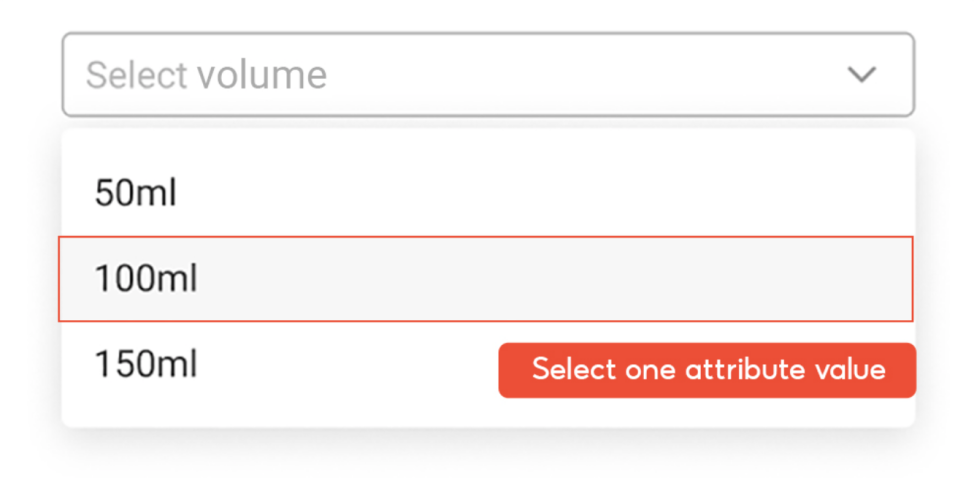 Select volume
50ml
100ml
150ml
Select one attribute value